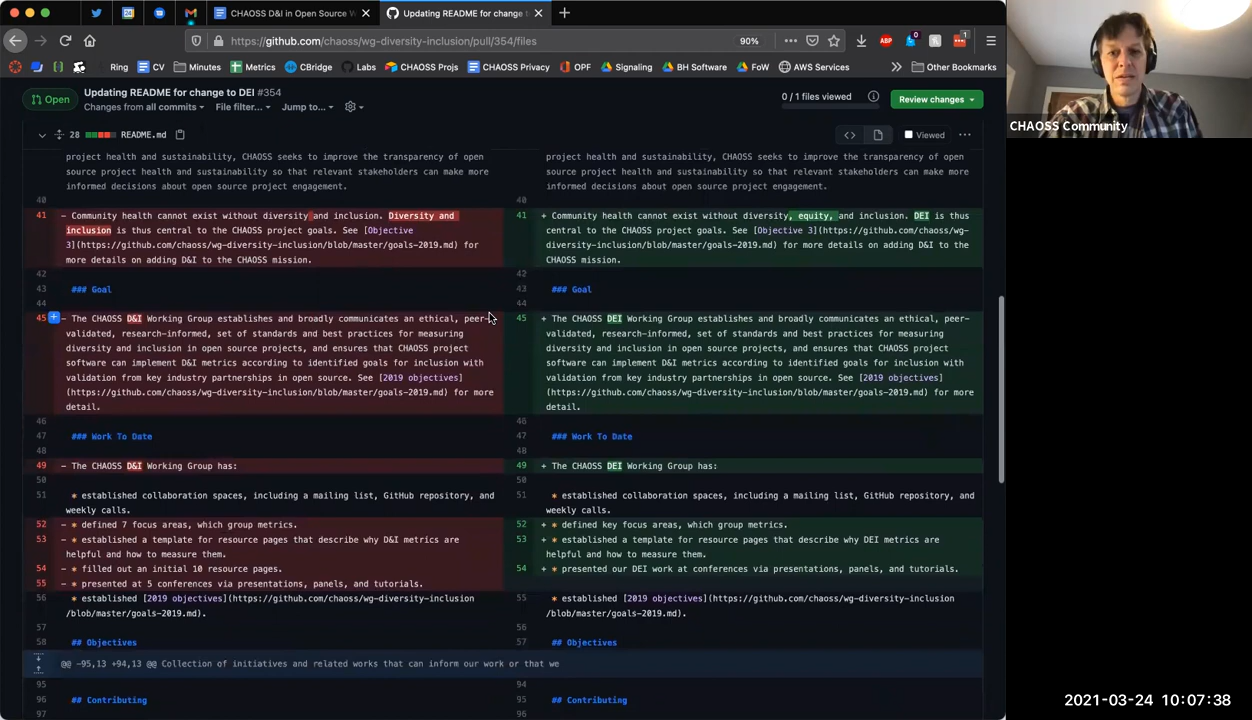 CHAOSS D&I in Open Source W
Updating README for change to
https://github.com/chaoss/wg-diversity-inclusion/pull/354/files
90%
ABP
0
1
Ring
CV
Minutes
Metrics
CBridge
Labs
CHAOSS Projs
CHAOSS Privacy
OPF
Signaling
BH Software
FoW
AWS Services
Other Bookmarks
Open
Updating README for change to DEI #354
Changes from all commits
File filter...
Jump to...
0 / 1 files viewed
Review changes
28
README.md
Viewed
project health and sustainability, CHAOSS seeks to improve the transparency of open
source project health and sustainability so that relevant stakeholders can make more
informed decisions about open source project engagement.
40
41 - Community health cannot exist without diversity and inclusion. Diversity and
inclusion is thus central to the CHAOSS project goals. See [Objective
3](https://github.com/chaoss/wg-diversity-inclusion/blob/master/goals-2019.md) for
more details on adding D&I to the CHAOSS mission.
42
43 ### Goal
44
45 + - The CHAOSS D&I Working Group establishes and broadly communicates an ethical, peer-
validated, research-informed, set of standards and best practices for measuring
diversity and inclusion in open source projects, and ensures that CHAOSS project
software can implement D&I metrics according to identified goals for inclusion with
validation from key industry partnerships in open source. See [2019 objectives]
(https://github.com/chaoss/wg-diversity-inclusion/blob/master/goals-2019.md) for more
detail.
46
47 ### Work To Date
48
49 - The CHAOSS D&I Working Group has:
50
51 * established collaboration spaces, including a mailing list, GitHub repository, and
weekly calls.
52 - * defined 7 focus areas, which group metrics.
53 - * established a template for resource pages that describe why D&I metrics are
helpful and how to measure them.
54 - * filled out an initial 10 resource pages.
55 - * presented at 5 conferences via presentations, panels, and tutorials.
56 * established [2019 objectives](https://github.com/chaoss/wg-diversity-inclusion
/blob/master/goals-2019.md).
57
58 ## Objectives
@@ -95,13 +94,13 @@ Collection of initiatives and related works that can inform our work or that we
95
96 ## Contributing
97
project health and sustainability, CHAOSS seeks to improve the transparency of open
source project health and sustainability so that relevant stakeholders can make more
informed decisions about open source project engagement.
40
41 + Community health cannot exist without diversity, equity, and inclusion. DEI is thus
central to the CHAOSS project goals. See [Objective 3](https://github.com/chaoss/wg-
diversity-inclusion/blob/master/goals-2019.md) for more details on adding D&I to the
CHAOSS mission.
42
43 ### Goal
44
45 + The CHAOSS DEI Working Group establishes and broadly communicates an ethical, peer-
validated, research-informed, set of standards and best practices for measuring
diversity and inclusion in open source projects, and ensures that CHAOSS project
software can implement D&I metrics according to identified goals for inclusion with
validation from key industry partnerships in open source. See [2019 objectives]
(https://github.com/chaoss/wg-diversity-inclusion/blob/master/goals-2019.md) for more
detail.
46
47 ### Work To Date
48
49 + The CHAOSS DEI Working Group has:
50
51 * established collaboration spaces, including a mailing list, GitHub repository, and
weekly calls.
52 + * defined key focus areas, which group metrics.
53 + * established a template for resource pages that describe why DEI metrics are
helpful and how to measure them.
54 + * presented our DEI work at conferences via presentations, panels, and tutorials.
55 * established [2019 objectives](https://github.com/chaoss/wg-diversity-inclusion
/blob/master/goals-2019.md).
56
57 ## Objectives
94
95 ## Contributing
96
CHAOSS Community
2021-03-24 10:07:38